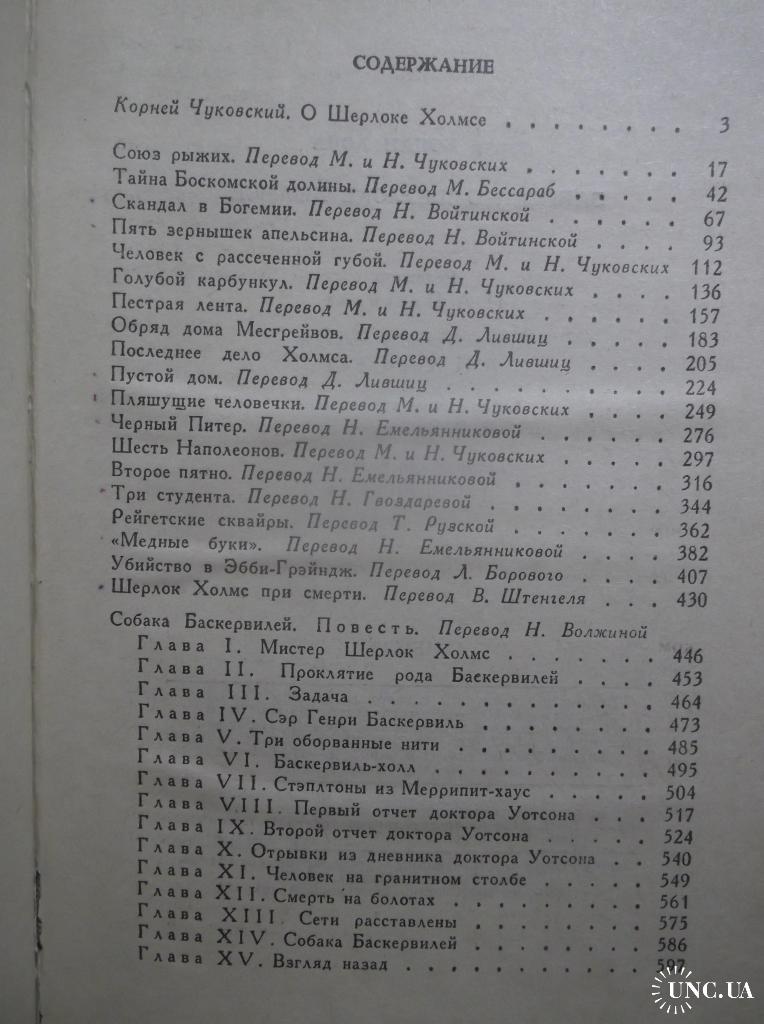 СОДЕРЖАНИЕ
Корней Чуковский. О Шерлоке Холмсе . . . . . . . . 3
Союз рыжих. Перевод М. и Н. Чуковских . . . . . . . 17
Тайна Боскомской долины. Перевод М. Бессараб . . . . . 42
Скандал в Богемии. Перевод Н. Войтинской . . . . . . 67
Пять зернышек апельсина. Перевод Н. Войтинской . . . . 93
Человек с рассеченной губой. Перевод М. и Н. Чуковских 112
Голубой карбункул. Перевод М. и Н. Чуковских . . . . 136
Пестрая лента. Перевод М. и Н. Чуковских . . . . . . 157
Обряд дома Месгрейвов. Перевод Д. Лившиц . . . . . 183
Последнее дело Холмса. Перевод Д. Лившиц . . . . 205
Пустой дом. Перевод Д. Лившиц . . . . . . . . . . 224
Пляшущие человечки. Перевод М. и Н. Чуковских . . . . 249
Черный Питер. Перевод Н. Емельянниковой . . . . . . 276
Шесть Наполеонов. Перевод М. и Н. Чуковских . . . . . 297
Второе пятно. Перевод Н. Емельянниковой . . . . . . 316
Три студента. Перевод Н. Гвоздаревой . . . . . . . . 344
Рейгетские сквайры. Перевод Т. Рузской . . . . . . . 362
«Медные буки». Перевод Н. Емельянниковой . . . . 382
Убийство в Эбби-Грэйндж. Перевод Л. Борового . . . . 407
Шерлок Холмс при смерти. Перевод В. Штенгеля . . . 430
Собака Баскервилей. Повесть. Перевод Н. Волжиной
Глава I. Мистер Шерлок Холмс . . . . . . . 446
Глава II. Проклятие рода Баскервилей . . . . 453
Глава III. Задача . . . . . . . . . . . . 464
Глава IV. Сэр Генри Баскервиль . . . . . . . . 473
Глава V. Три оборванные нити . . . . . . . . . 485
Глава VI. Баскервиль-холл . . . . . . . . . . 495
Глава VII. Стэплтоны из Меррипит-хаус . . . . . 504
Глава VIII. Первый отчет доктора Уотсона . . . 517
Глава IX. Второй отчет доктора Уотсона . . . . . 524
Глава X. Отрывки из дневника доктора Уотсона . . 540
Глава XI. Человек на гранитном столбе . . . . . 549
Глава XII. Смерть на болотах . . . . . . . . 561
Глава XIII. Сети расставлены . . . . . . . 575
Глава XIV. Собака Баскервилей . . . . . . . . 586
Глава XV. Взгляд назад . . . . . . . . . . 597
UNC.UA